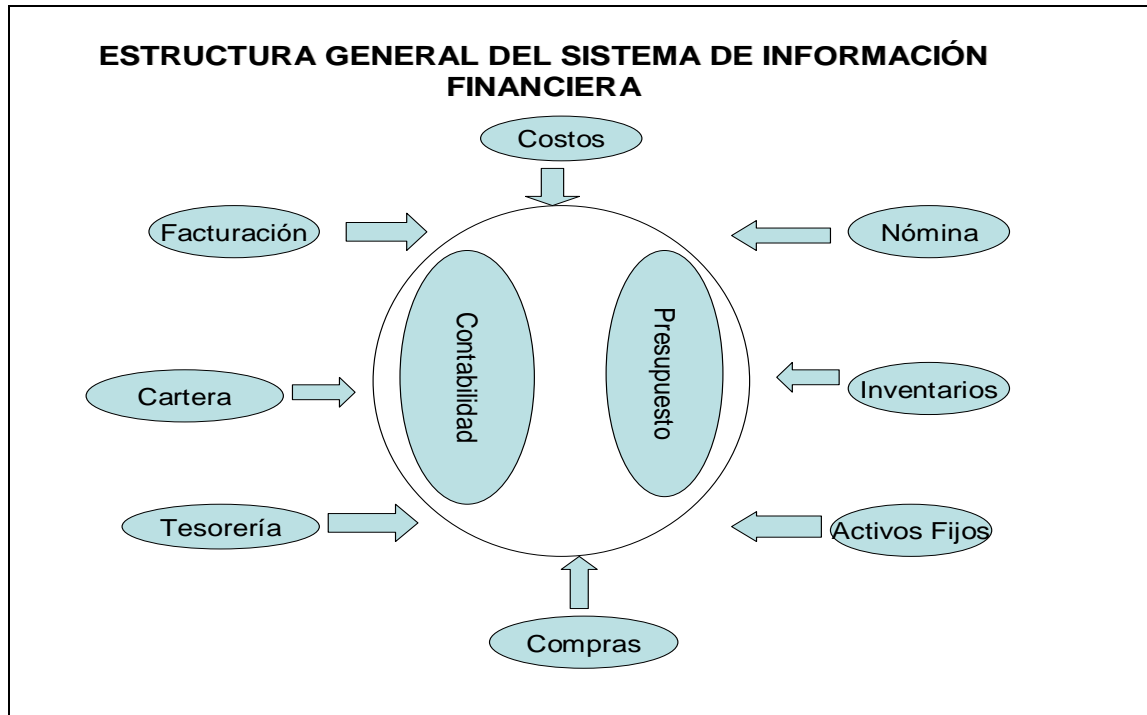 ESTRUCTURA GENERAL DEL SISTEMA DE INFORMACIÓN
FINANCIERA
Costos
Facturación
Nómina
Contabilidad
Presupuesto
Cartera
Inventarios
Tesorería
Activos Fijos
Compras